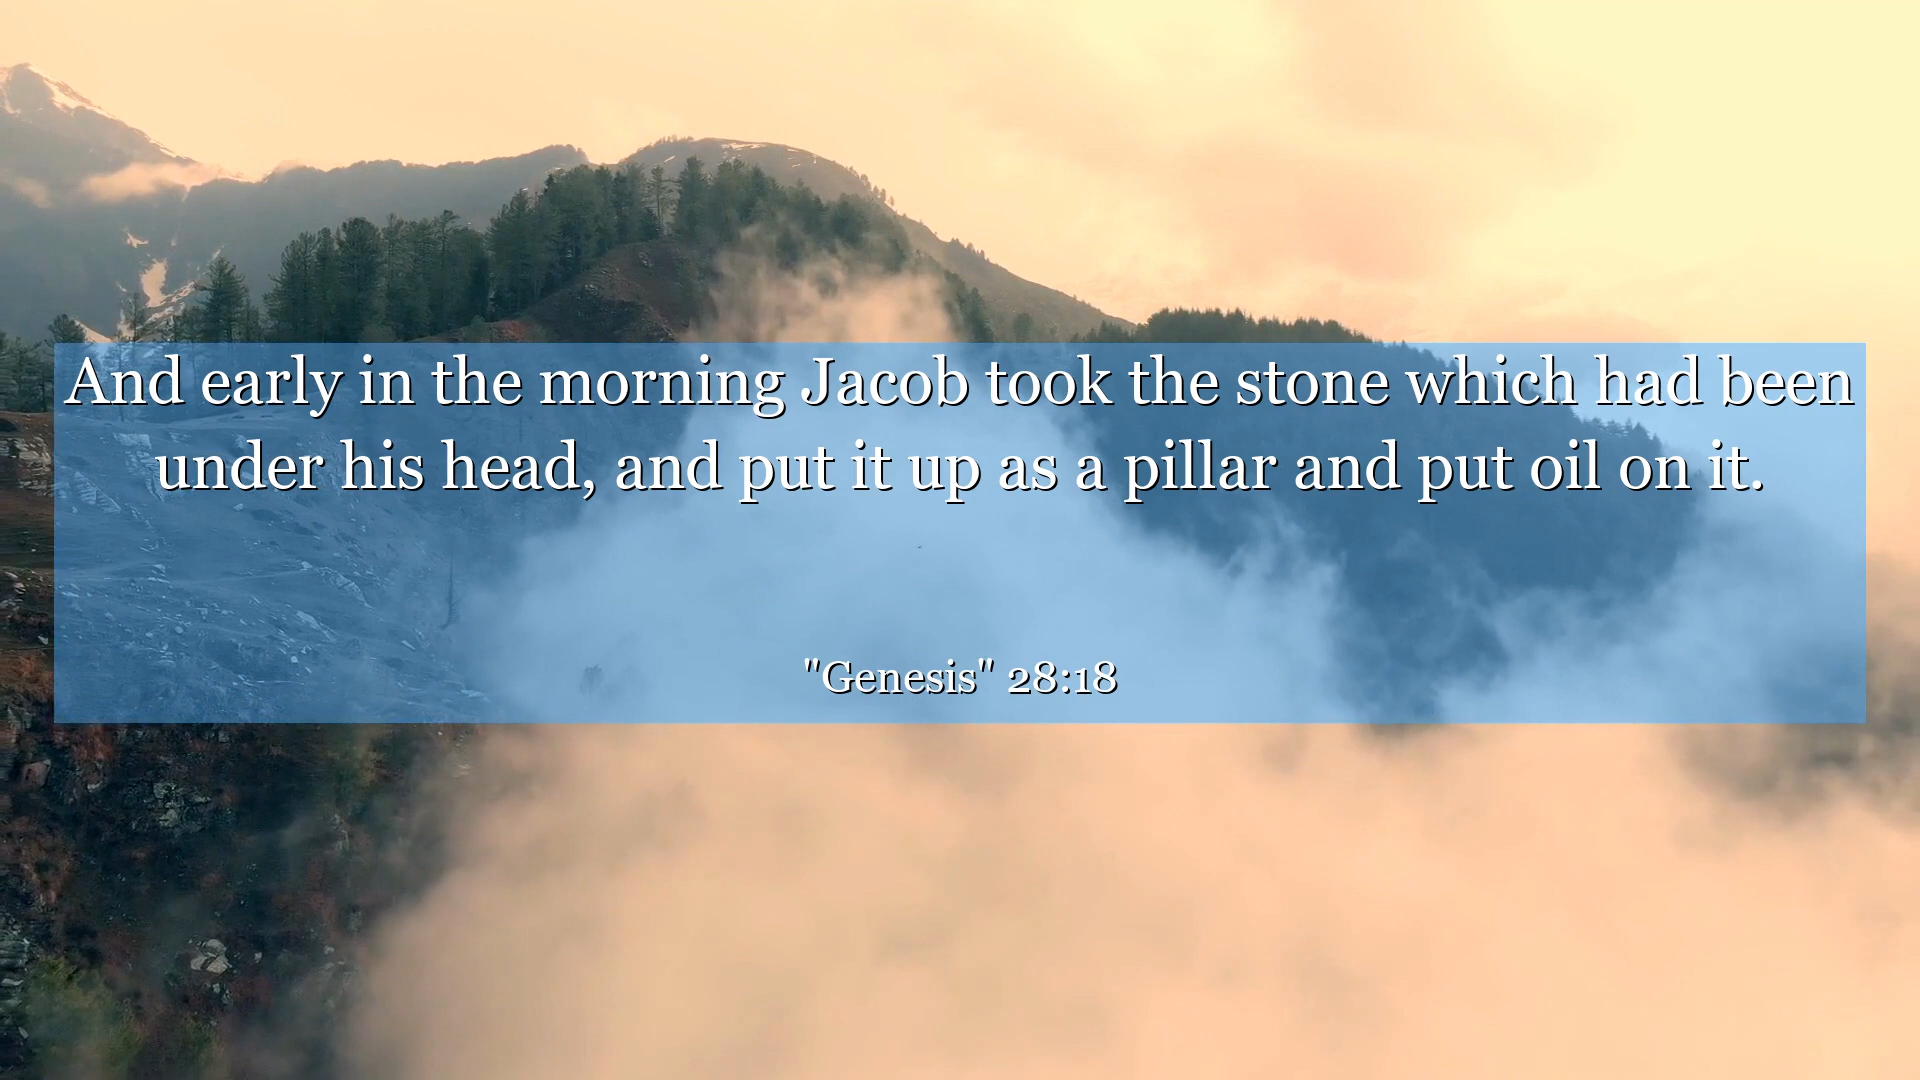 And early in the morning Jacob took the stone which had been
under his head, and put it up as a pillar and put oil on it.
"Genesis" 28:18